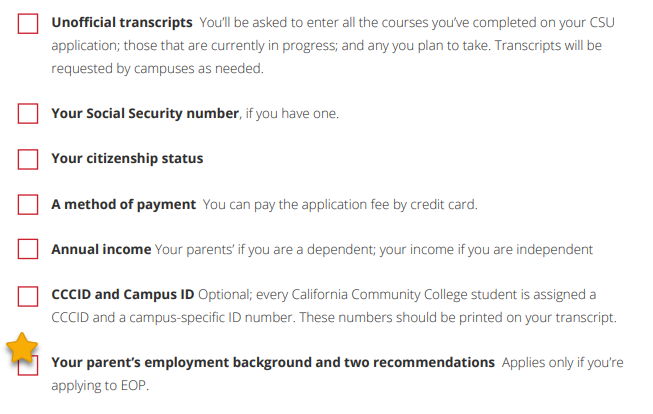 Unofficial transcripts You'll be asked to enter all the courses you've completed on your CSU
application; those that are currently in progress; and any you plan to take. Transcripts will be
requested by campuses as needed.
Your Social Security number, if you have one.
Your citizenship status
A method of payment You can pay the application fee by credit card.
Annual income Your parents' if you are a dependent; your income if you are independent
CCCID and Campus ID Optional; every California Community College student is assigned a
CCCID and a campus-specific ID number. These numbers should be printed on your transcript.
Your parent's employment background and two recommendations Applies only if you're
applying to EOP.